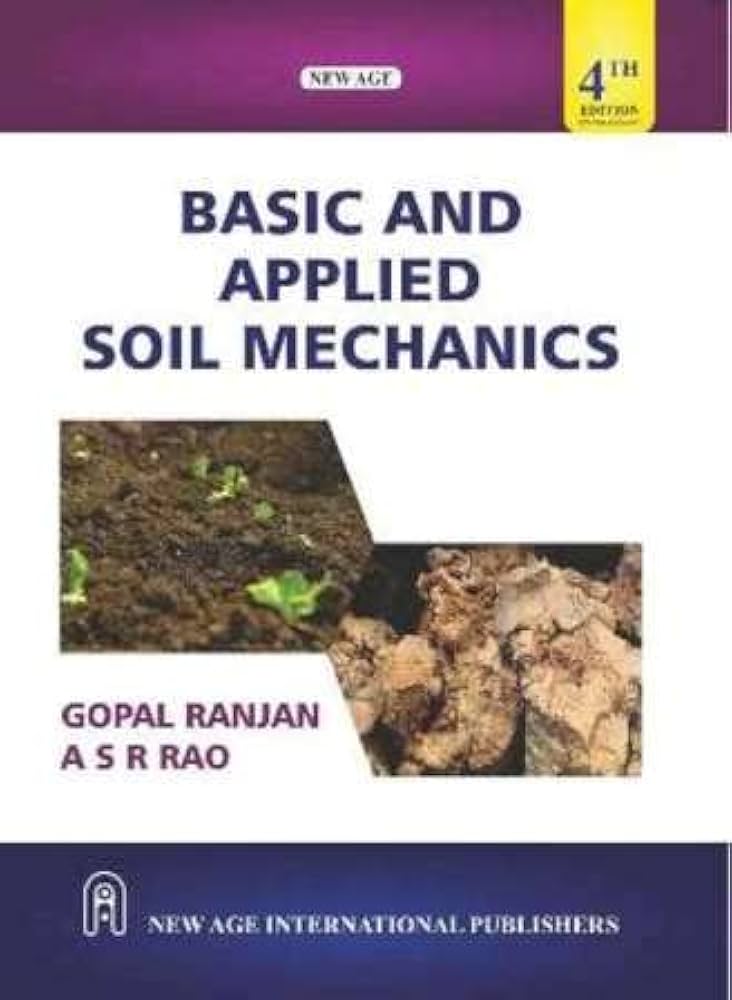 NEW AGE
4TH
EDITION
BASIC AND
APPLIED
SOIL MECHANICS
GOPAL RANJAN
A S R RAO
NEW AGE INTERNATIONAL PUBLISHERS